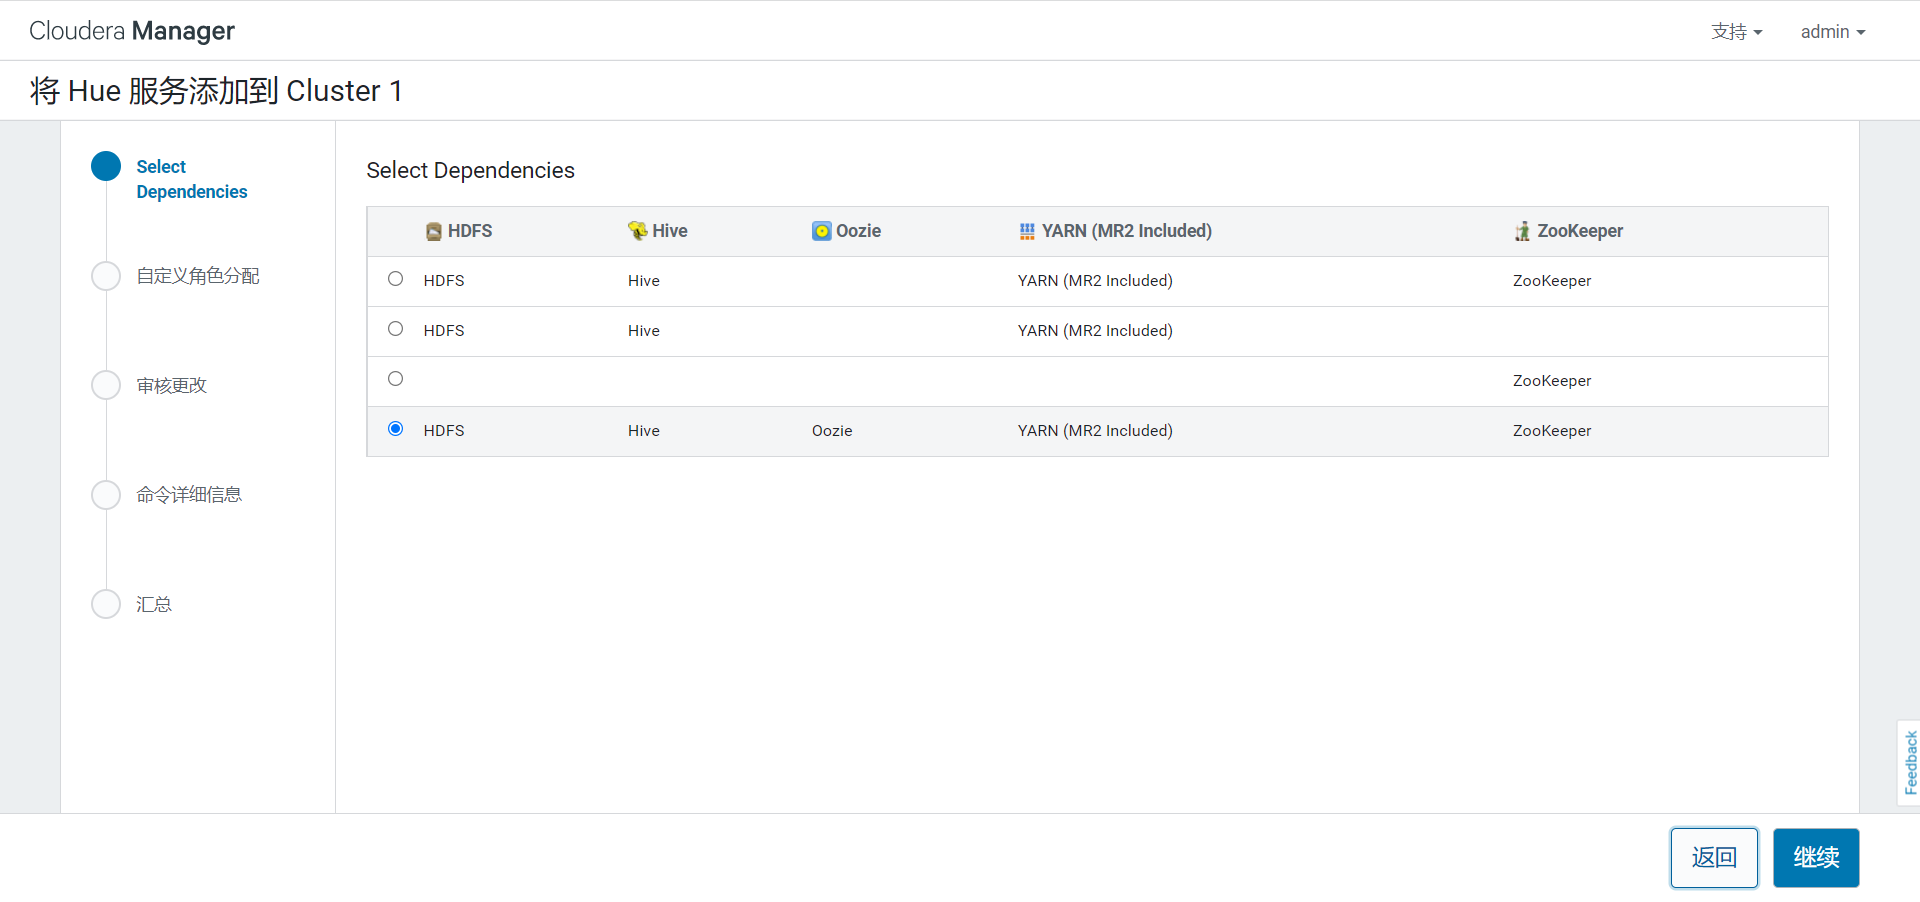 Cloudera Manager
支持
admin
将 Hue 服务添加到 Cluster 1
Select
Dependencies
自定义角色分配
审核更改
命令详细信息
汇总
Select Dependencies
HDFS Hive Oozie YARN (MR2 Included) ZooKeeper
HDFS Hive YARN (MR2 Included) ZooKeeper
HDFS Hive YARN (MR2 Included)
ZooKeeper
HDFS Hive Oozie YARN (MR2 Included) ZooKeeper
Feedback
返回
继续